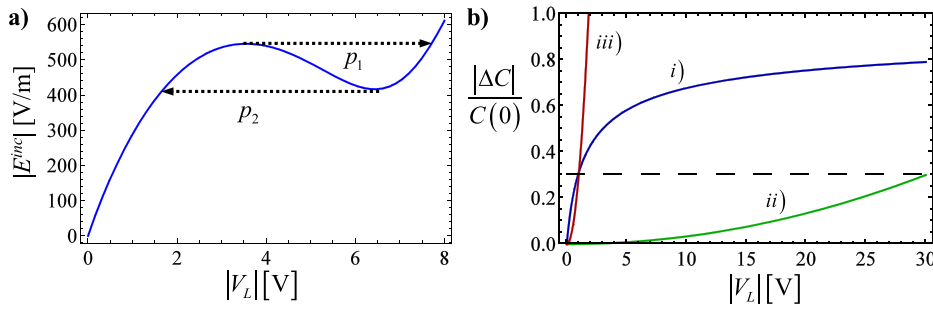 a)
600
500
400
300
200
100
0
|E^inc| [V/m]
p₁
p₂
0 2 4 6 8
|V_L| [V]
b)
1.0
0.8
0.6
0.4
0.2
0.0
|ΔC|
C(0)
iii)
i)
ii)
0 5 10 15 20 25 30
|V_L| [V]